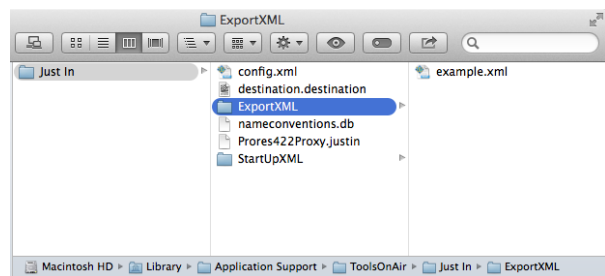 ExportXML
Just In
config.xml
destination.destination
ExportXML
nameconventions.db
Prores422Proxy.justin
StartUpXML
example.xml
Macintosh HD ▸ Library ▸ Application Support ▸ ToolsOnAir ▸ Just In ▸ ExportXML